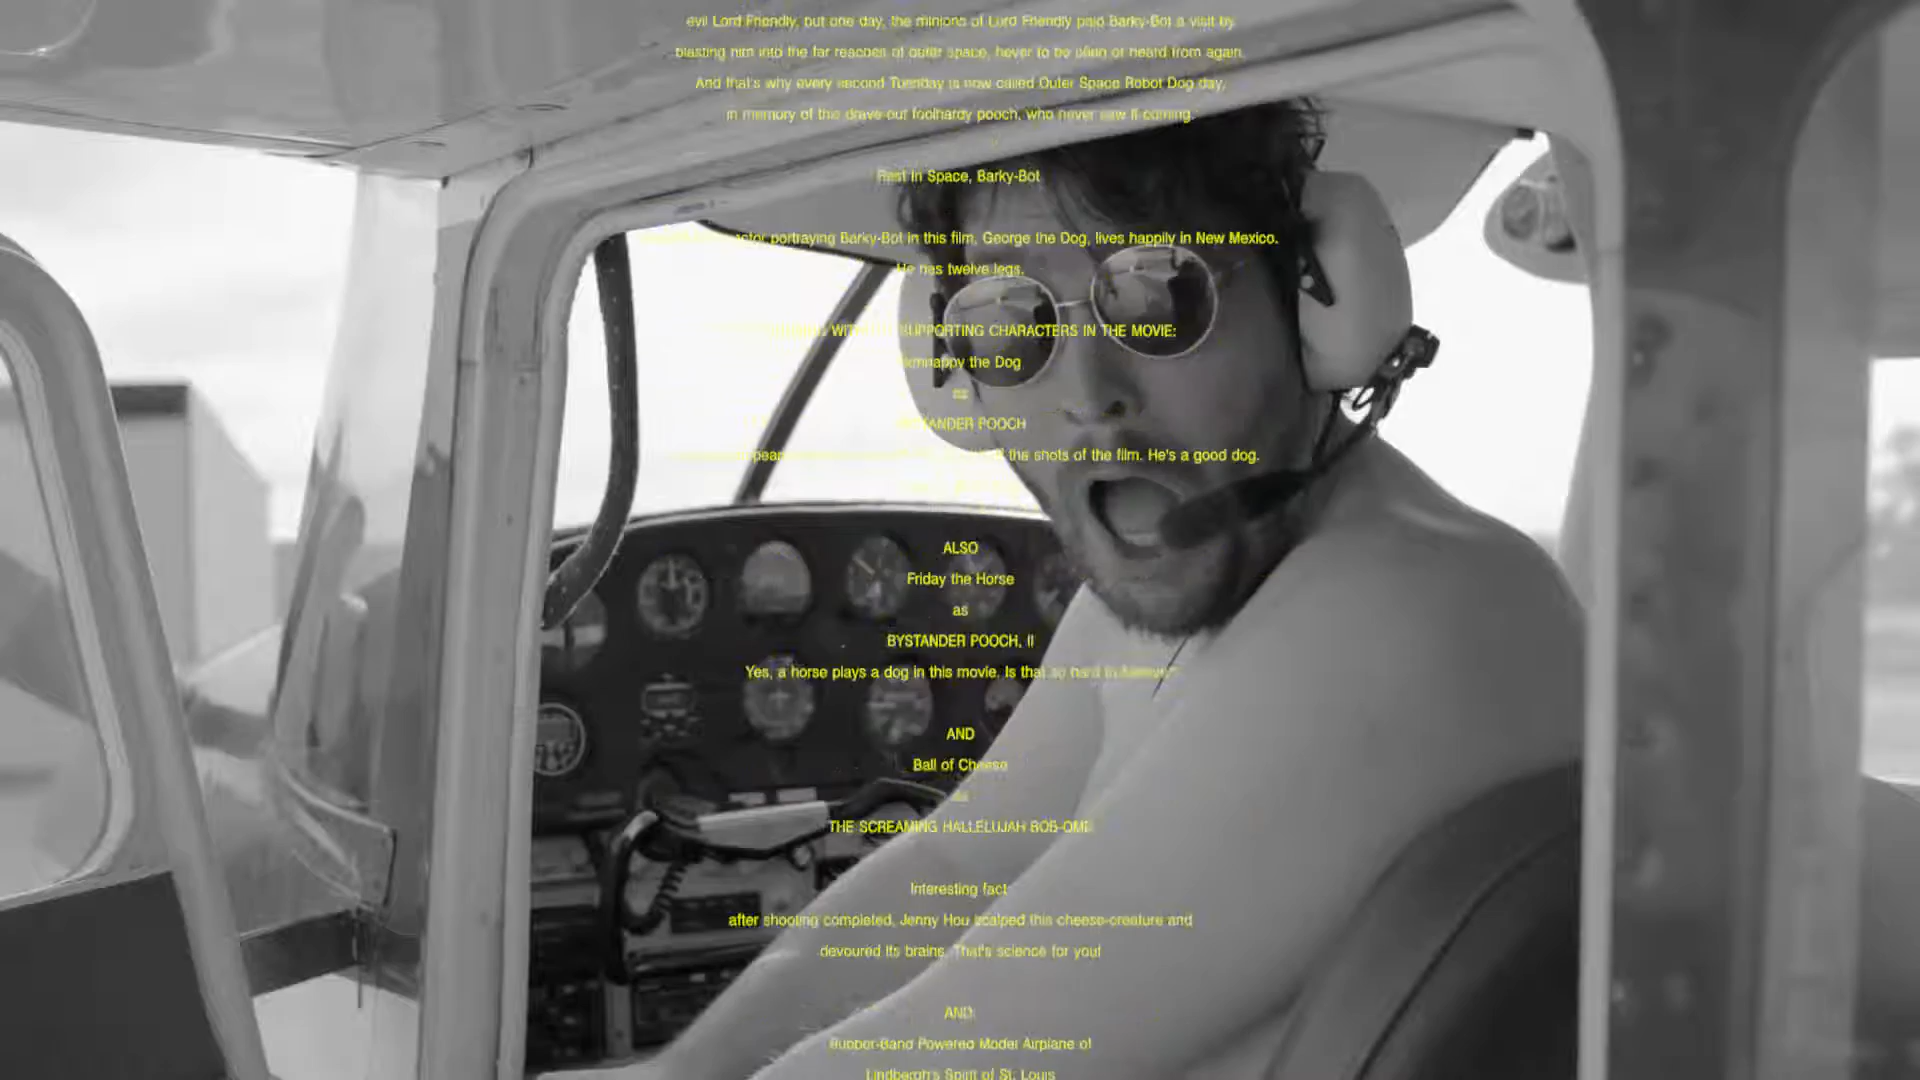 evil Lord Friendly, but one day, the minions of Lord Friendly paid Barky-Bot a visit by
blasting him into the far reaches of outer space, never to be seen or heard from again.
And that's why every second Tuesday is now called Outer Space Robot Dog day,
in memory of this brave but foolhardy pooch, who never saw it coming.
Rest in Space, Barky-Bot
actor portraying Barky-Bot in this film, George the Dog, lives happily in New Mexico.
He has twelve legs.
SUPPORTING CHARACTERS IN THE MOVIE:
the Dog
as
BYSTANDER POOCH
the shots of the film. He's a good dog.
ALSO
Friday the Horse
as
BYSTANDER POOCH, II
Yes, a horse plays a dog in this movie. Is that so hard to believe?
AND
Ball of Cheese
as
THE SCREAMING HALLELUJAH BOB-OMB
Interesting fact
after shooting completed, Jenny Hou scalped this cheese-creature and
devoured its brains. That's science for you!
AND:
Rubber-Band Powered Model Airplane of
Lindbergh's Spirit of St. Louis